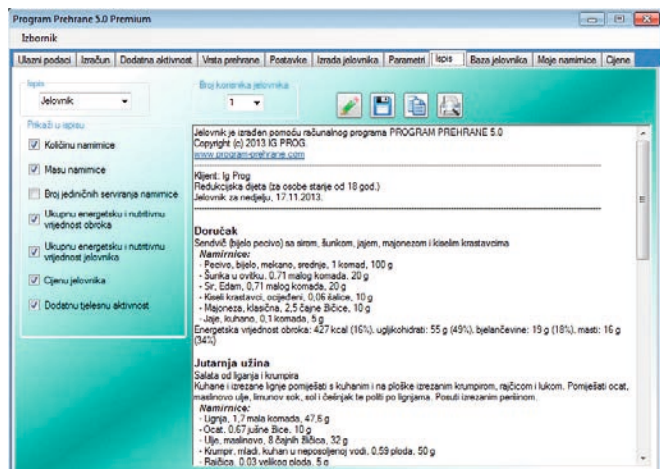 Program Prehrane 5.0 Premium
Izbornik
Ulazni podaci Izračun Dodatna aktivnost Vrsta prehrane Postavke Izrada jelovnika Parametri Ispis Baza jelovnika Moje namirnice Cijene
Ispis
Jelovnik
Broj korisnika jelovnika
1
Prikaži u ispisu
Količinu namirnice
Masu namirnice
Broj jediničnih serviranja namirnice
Ukupnu energetsku i nutritivnu
vrijednost obroka
Ukupnu energetsku i nutritivnu
vrijednost jelovnika
Cijenu jelovnika
Dodatnu tjelesnu aktivnost
Jelovnik je izrađen pomoću računalnog programa PROGRAM PREHRANE 5.0
Copyright (c) 2013 IG PROG.
www.program-prehrane.com
Klijent: Ig Prog
Redukcijska dijeta (za osobe starije od 18 god.)
Jelovnik za nedjelju, 17.11.2013.
Doručak
Sendvič (bijelo pecivo) sa sirom, šunkom, jajem, majonezom i kiselim krastavcima
Namirnice:
- Pecivo, bijelo, mekano, srednje, 1 komad, 100 g
- Šunka u ovitku, 0,71 malog komada, 20 g
- Sir, Edam, 0,71 malog komada, 20 g
- Kiseli krastavci, ocijeđeni, 0,06 šalice, 10 g
- Majoneza, klasična, 2,5 čajne žličice, 10 g
- Jaje, kuhano, 0,1 komada, 5 g
Energetska vrijednost obroka: 427 kcal (16%), ugljikohidrati: 55 g (49%), bjelančevine: 19 g (18%), masti: 16 g
(34%)
Jutarnja užina
Salata od liganja i krumpira
Kuhane i izrezane lignje pomiješati s kuhanim i na ploške izrezanim krumpirom, rajčicom i lukom. Pomiješati ocat,
maslinovo ulje, limunov sok, sol i češnjak te politi po lignjama. Posuti izrezanim peršinom.
Namirnice:
- Lignja, 1,7 mala komada, 47,6 g
- Ocat, 0,67 jušne žlice, 10 g
- Ulje, maslinovo, 8 čajnih žličica, 32 g
- Krumpir, mladi, kuhan u neposoljenoj vodi, 0,59 ploda, 50 g
- Rajčica, 0,03 velikog ploda, 5 g